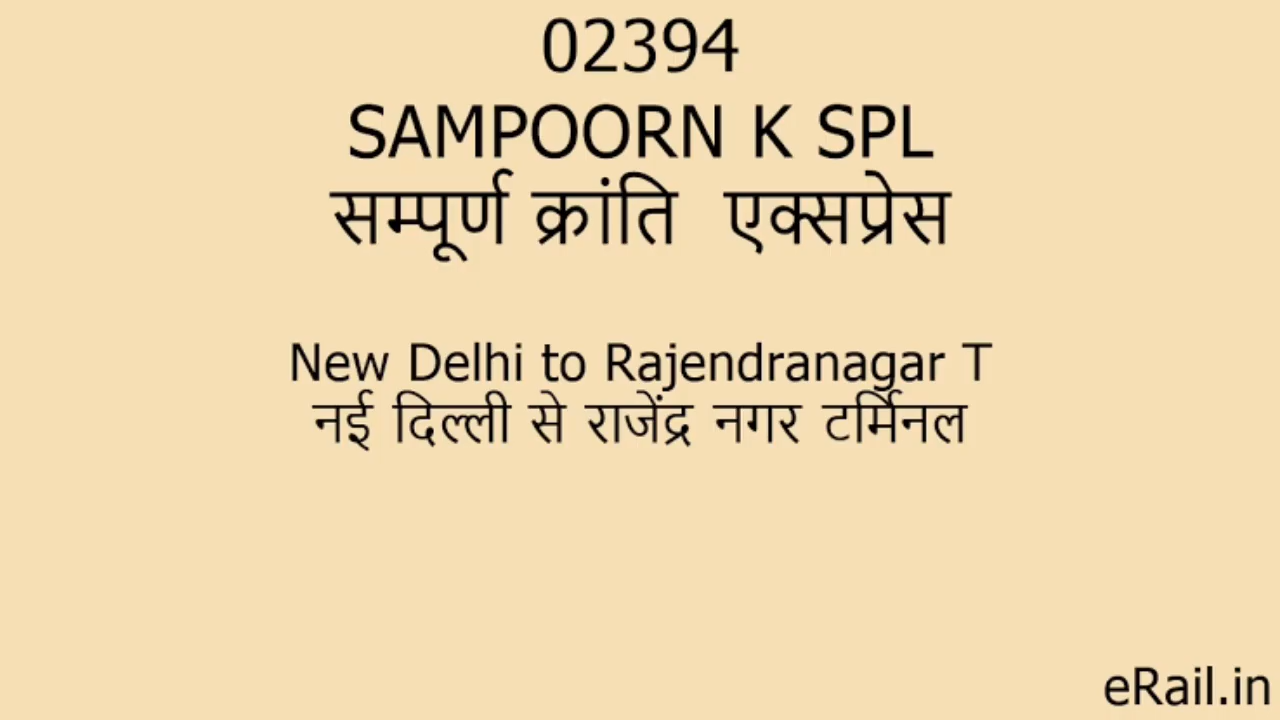 02394
SAMPOORN K SPL
सम्पूर्ण क्रांति एक्सप्रेस
New Delhi to Rajendranagar T
नई दिल्ली से राजेंद्र नगर टर्मिनल
eRail.in